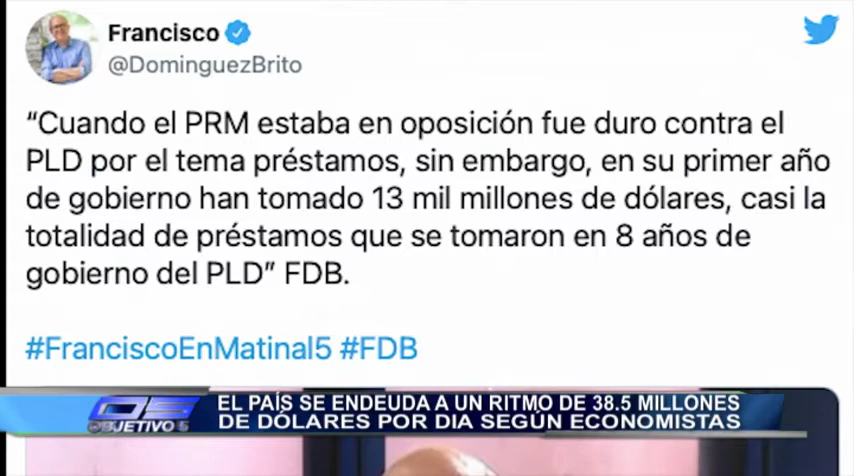 Francisco
@DominguezBrito
“Cuando el PRM estaba en oposición fue duro contra el
PLD por el tema préstamos, sin embargo, en su primer año
de gobierno han tomado 13 mil millones de dólares, casi la
totalidad de préstamos que se tomaron en 8 años de
gobierno del PLD” FDB.
#FranciscoEnMatinal5 #FDB
O5
OBJETIVO 5
EL PAÍS SE ENDEUDA A UN RITMO DE 38.5 MILLONES
DE DÓLARES POR DIA SEGÚN ECONOMISTAS